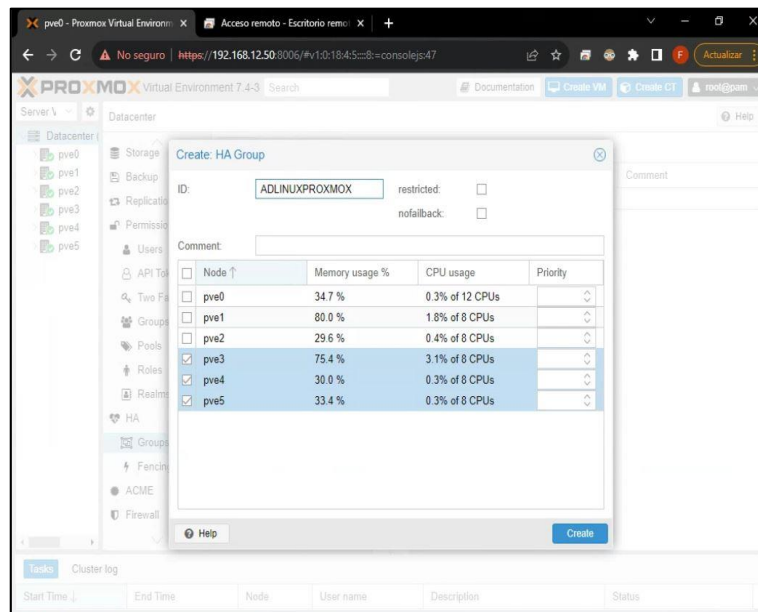 pve0 - Proxmox Virtual Environm
Acceso remoto - Escritorio remot
No seguro https://192.168.12.50:8006/#v1:0:18:4:5::::8:=consolejs:47
F
Actualizar
PROXMOX Virtual Environment 7.4-3
Search
Documentation
Create VM
Create CT
root@pam
Server
Datacenter
Help
Datacenter
pve0
pve1
pve2
pve3
pve4
pve5
Storage
Backup
Replicatio
Permissio
Users
API Tok
Two Fa
Groups
Pools
Roles
Realms
HA
Groups
Fencing
ACME
Firewall
Comment
Create: HA Group
ID: ADLINUXPROXMOX restricted:
nofailback:
Comment:
Node Memory usage % CPU usage Priority
pve0 34.7 % 0.3% of 12 CPUs
pve1 80.0 % 1.8% of 8 CPUs
pve2 29.6 % 0.4% of 8 CPUs
pve3 75.4 % 3.1% of 8 CPUs
pve4 30.0 % 0.3% of 8 CPUs
pve5 33.4 % 0.3% of 8 CPUs
Help
Create
Tasks Cluster log
Start Time End Time Node User name Description Status